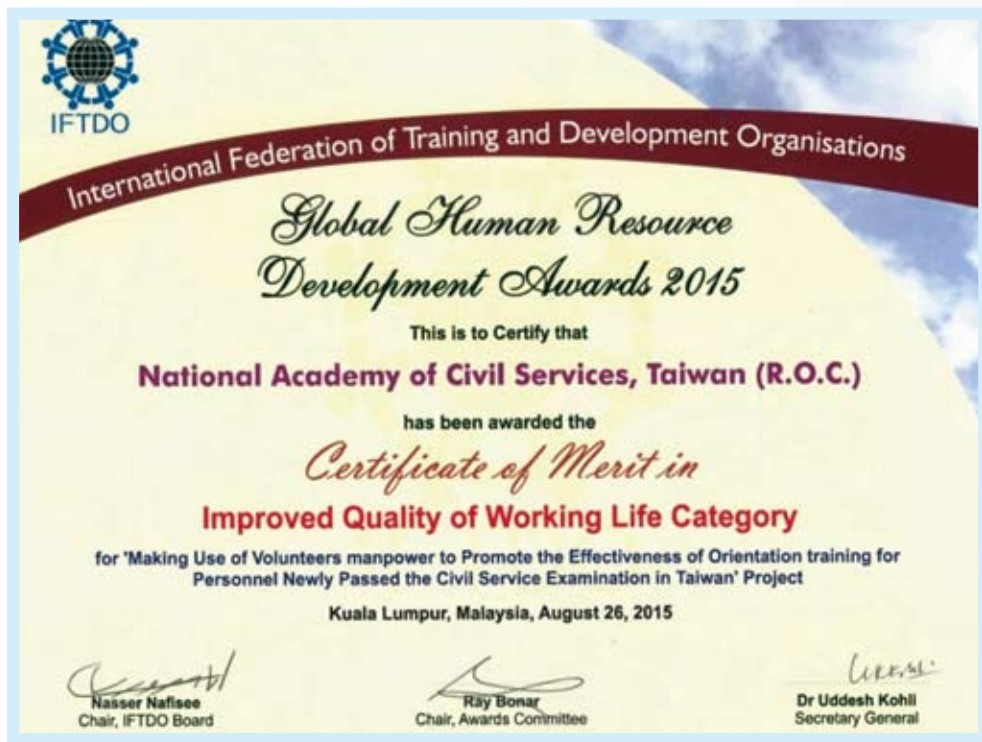 IFTDO
International Federation of Training and Development Organisations
Global Human Resource
Development Awards 2015
This is to Certify that
National Academy of Civil Services, Taiwan (R.O.C.)
has been awarded the
Certificate of Merit in
Improved Quality of Working Life Category
for 'Making Use of Volunteers manpower to Promote the Effectiveness of Orientation training for
Personnel Newly Passed the Civil Service Examination in Taiwan' Project
Kuala Lumpur, Malaysia, August 26, 2015
Nasser Nafisee
Chair, IFTDO Board
Ray Bonar
Chair, Awards Committee
Dr Uddesh Kohli
Secretary General